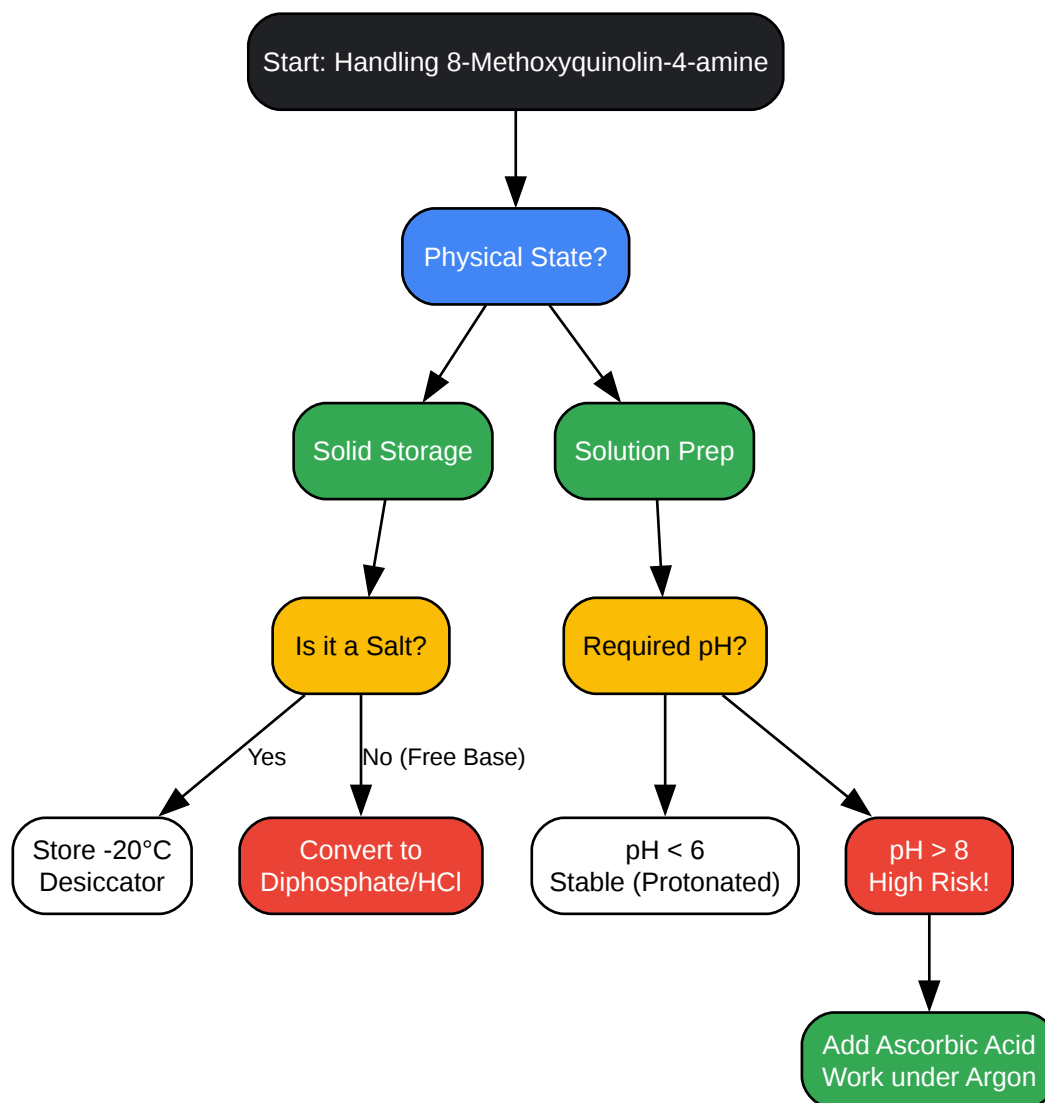 Start: Handling 8-Methoxyquinolin-4-amine
Physical State?
Solid Storage
Solution Prep
Is it a Salt?
Required pH?
Yes
No (Free Base)
Store -20°C
Desiccator
Convert to
Diphosphate/HCl
pH < 6
Stable (Protonated)
pH > 8
High Risk!
Add Ascorbic Acid
Work under Argon